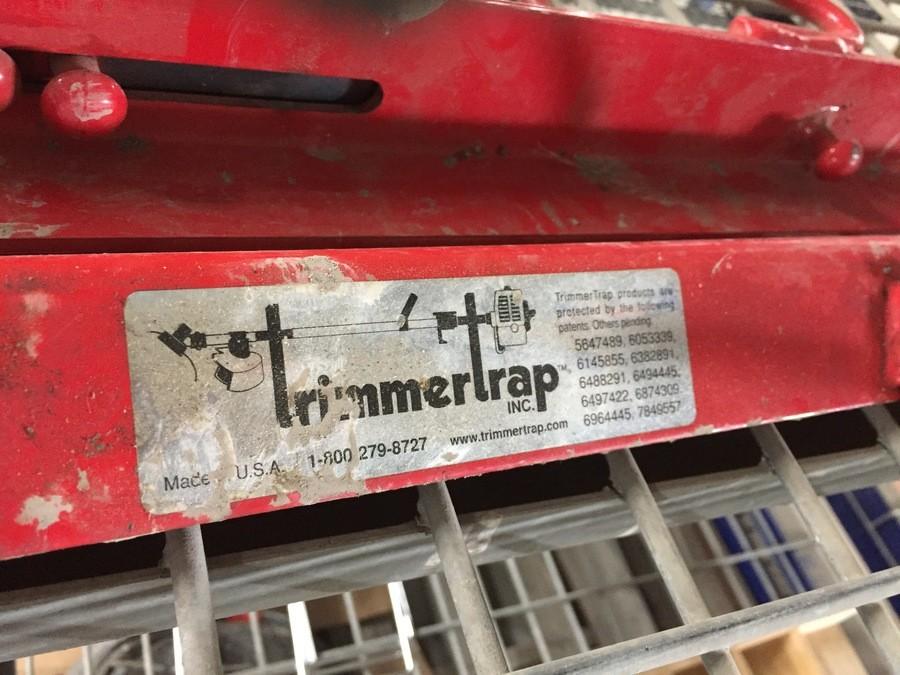 TrimmerTrap™
INC.
Made U.S.A. 1-800 279-8727 www.trimmertrap.com
TrimmerTrap products are
protected by the following
patents. Others pending.
5647489, 6053339,
6145855, 6382891,
6488291, 6494445,
6497422, 6874309
6964445, 7849557